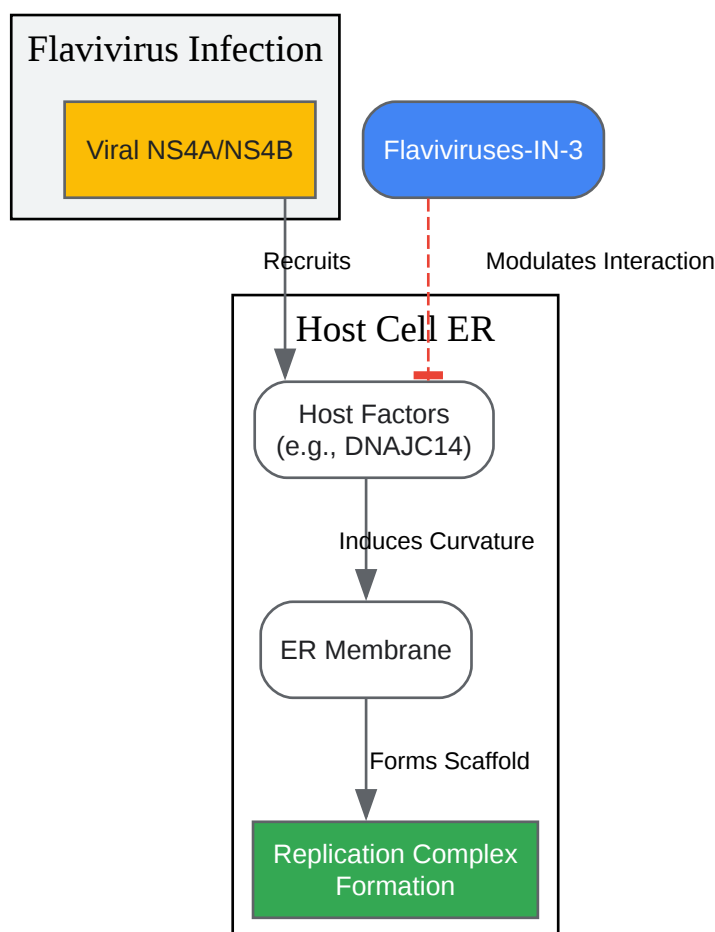 Flavivirus Infection
Viral NS4A/NS4B
Flaviviruses-IN-3
Recruits
Modulates Interaction
Host Cell ER
Host Factors
(e.g., DNAJC14)
Induces Curvature
ER Membrane
Forms Scaffold
Replication Complex
Formation